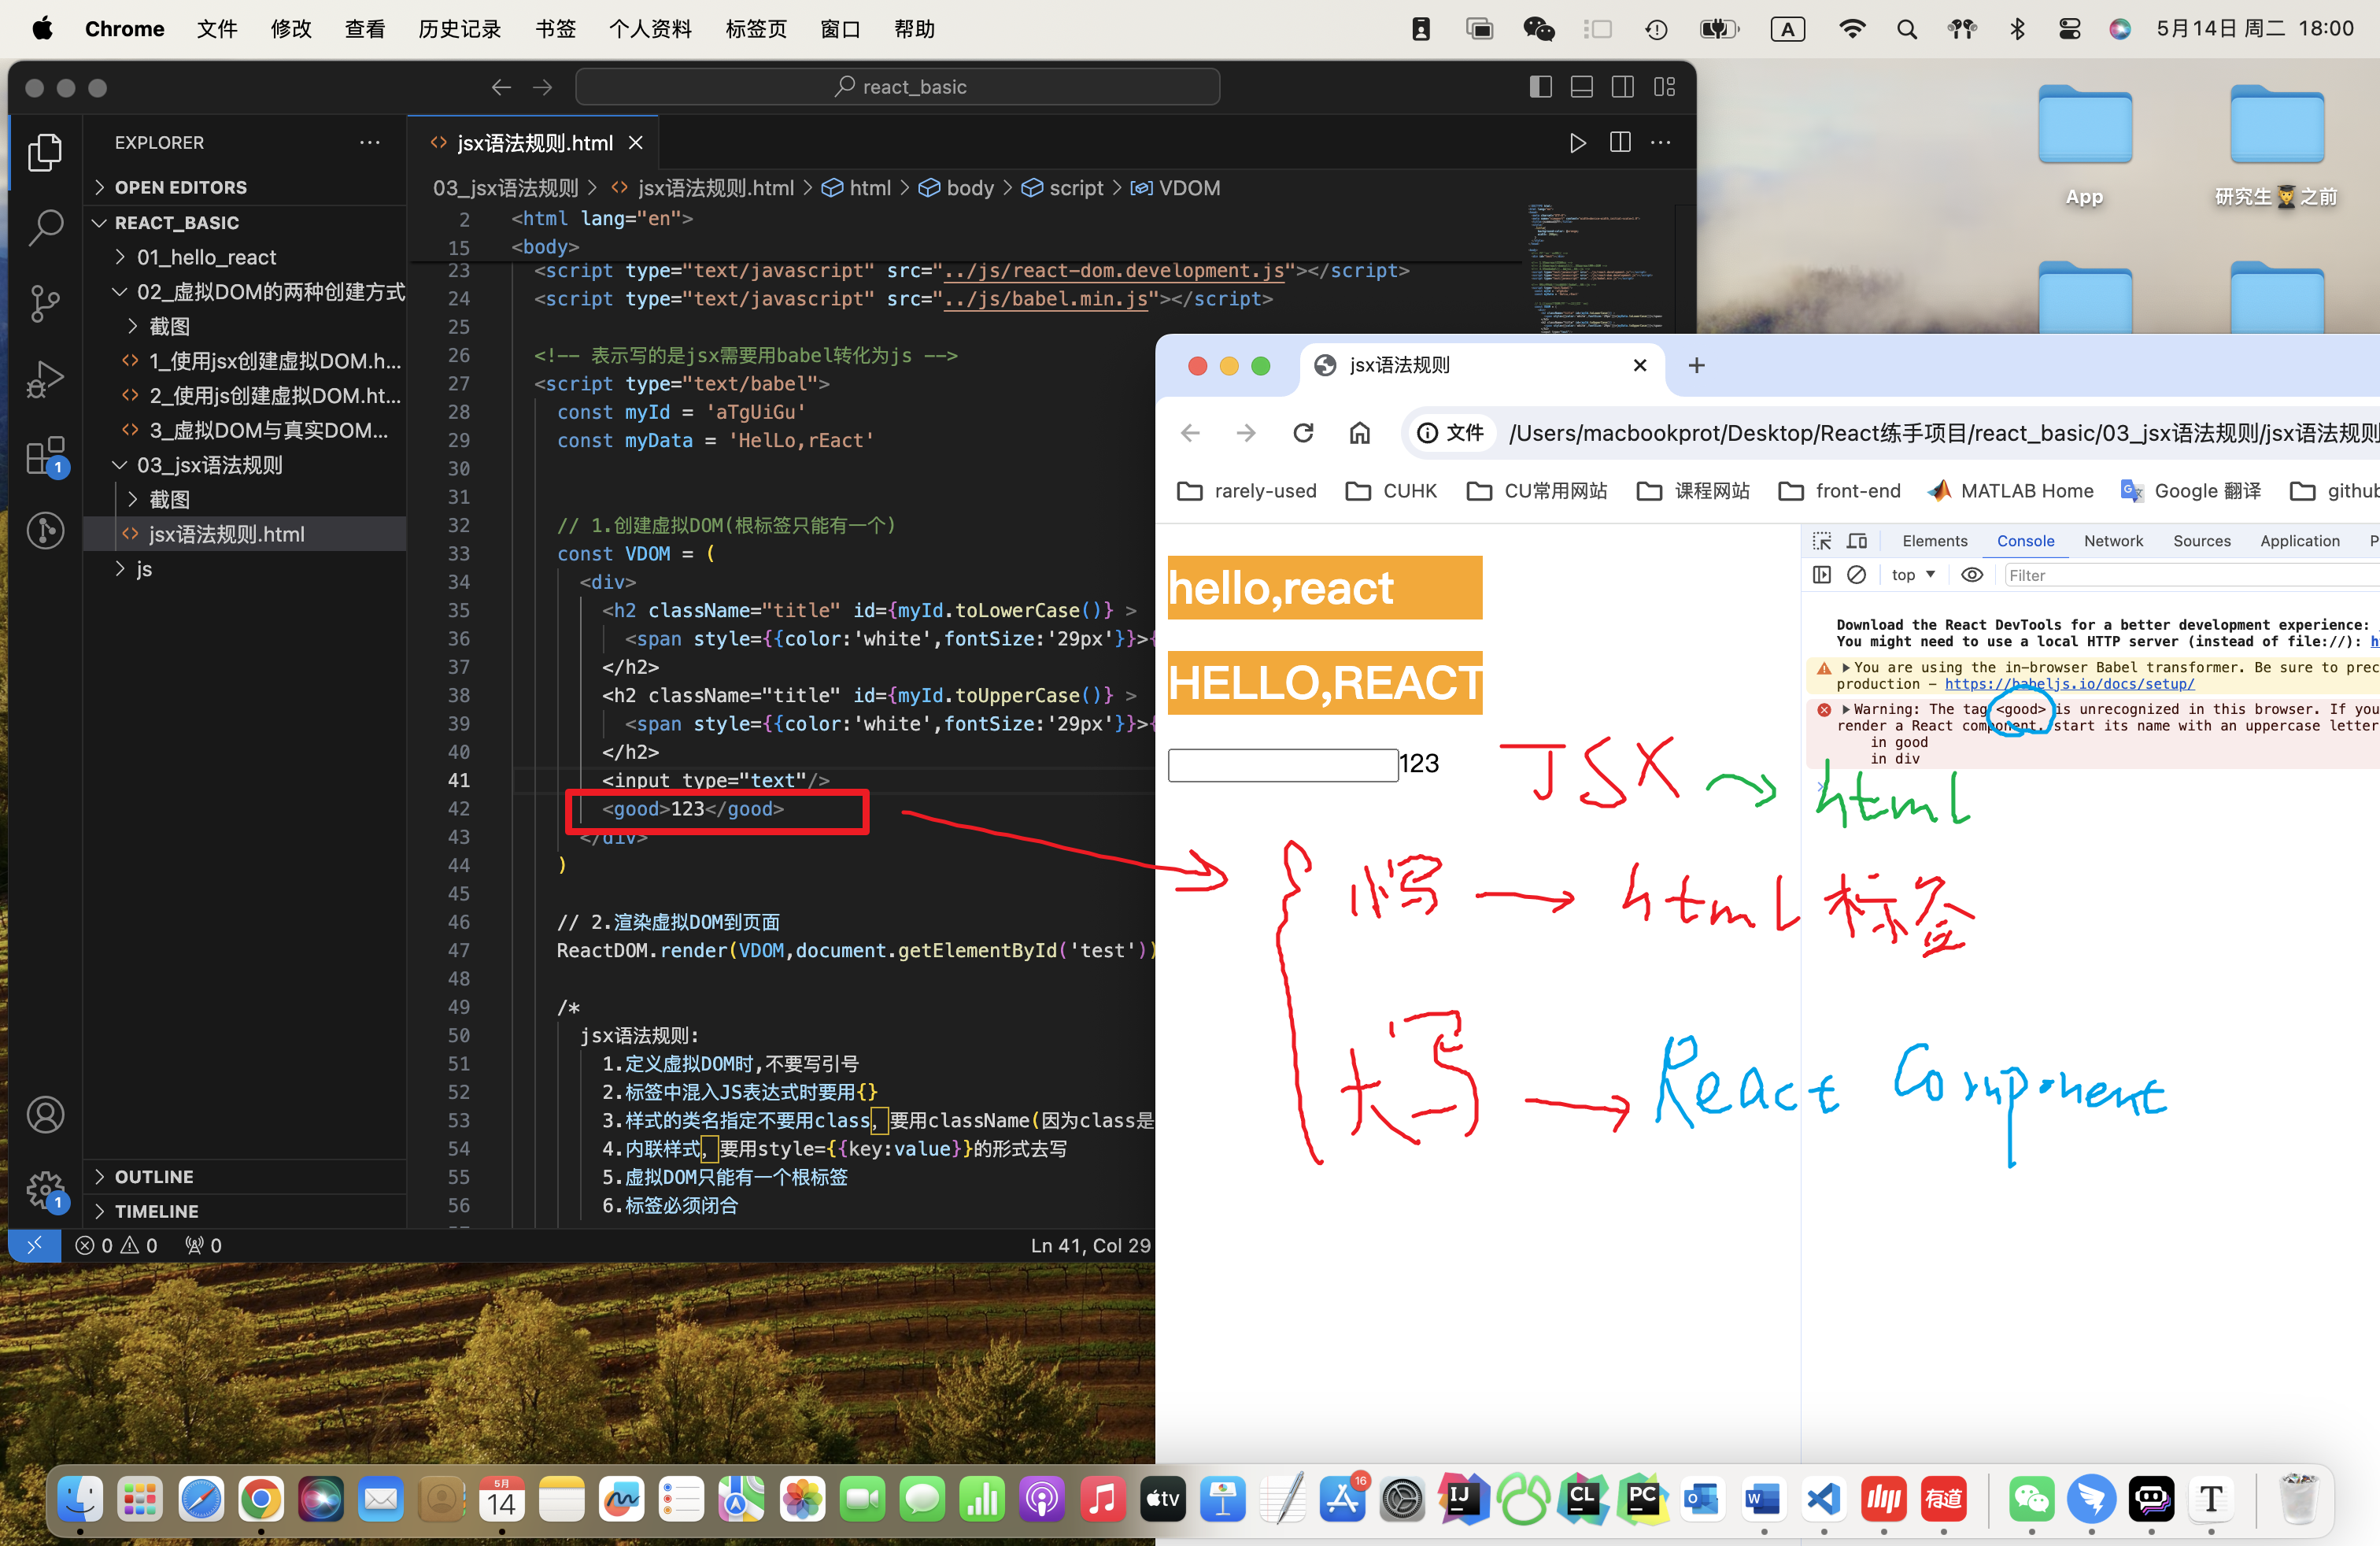 Chrome 文件 修改 查看 历史记录 书签 个人资料 标签页 窗口 帮助 A 5月14日 周二 18:00
react_basic
App
研究生 之前
EXPLORER
OPEN EDITORS
REACT_BASIC
01_hello_react
02_虚拟DOM的两种创建方式
截图
1_使用jsx创建虚拟DOM.h...
2_使用js创建虚拟DOM.ht...
3_虚拟DOM与真实DOM...
03_jsx语法规则
截图
jsx语法规则.html
js
OUTLINE
TIMELINE
1
1
jsx语法规则.html
03_jsx语法规则 > jsx语法规则.html > html > body > script > VDOM
2 <html lang="en">
15 <body>
23 <script type="text/javascript" src="../js/react-dom.development.js"></script>
24 <script type="text/javascript" src="../js/babel.min.js"></script>
25
26 <!-- 表示写的是jsx需要用babel转化为js -->
27 <script type="text/babel">
28 const myId = 'aTgUiGu'
29 const myData = 'HelLo,rEact'
30
31
32 // 1.创建虚拟DOM(根标签只能有一个)
33 const VDOM = (
34 <div>
35 <h2 className="title" id={myId.toLowerCase()} >
36 <span style={{color:'white',fontSize:'29px'}}>{
37 </h2>
38 <h2 className="title" id={myId.toUpperCase()} >
39 <span style={{color:'white',fontSize:'29px'}}>{
40 </h2>
41 <input type="text"/>
42 <good>123</good>
43 </div>
44 )
45
46 // 2.渲染虚拟DOM到页面
47 ReactDOM.render(VDOM,document.getElementById('test'))
48
49 /*
50 jsx语法规则:
51 1.定义虚拟DOM时,不要写引号
52 2.标签中混入JS表达式时要用{}
53 3.样式的类名指定不要用class，要用className(因为class是
54 4.内联样式，要用style={{key:value}}的形式去写
55 5.虚拟DOM只能有一个根标签
56 6.标签必须闭合
0 0 0 Ln 41, Col 29
jsx语法规则
文件 /Users/macbookprot/Desktop/React练手项目/react_basic/03_jsx语法规则/jsx语法规则
rarely-used CUHK CU常用网站 课程网站 front-end MATLAB Home Google 翻译 github
hello,react
HELLO,REACT
123
Elements Console Network Sources Application P
top Filter
Download the React DevTools for a better development experience:
You might need to use a local HTTP server (instead of file://): h
You are using the in-browser Babel transformer. Be sure to prec
production – https://babeljs.io/docs/setup/
Warning: The tag <good> is unrecognized in this browser. If you
render a React component, start its name with an uppercase letter
in good
in div
JSX → html
小写 → html 标签
大写 → React Component
5月
14
tv
16
IJ
CL
PC
O
W
有道
T